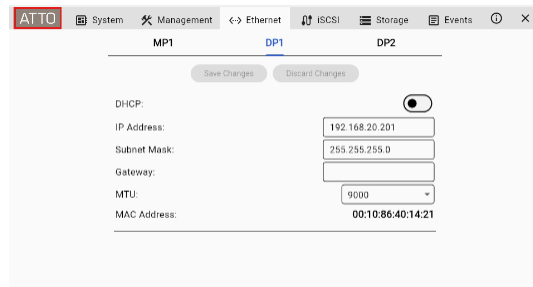 ATTO System Management Ethernet iSCSI Storage Events
MP1 DP1 DP2
Save Changes Discard Changes
DHCP:
IP Address: 192.168.20.201
Subnet Mask: 255.255.255.0
Gateway:
MTU: 9000
MAC Address: 00:10:86:40:14:21